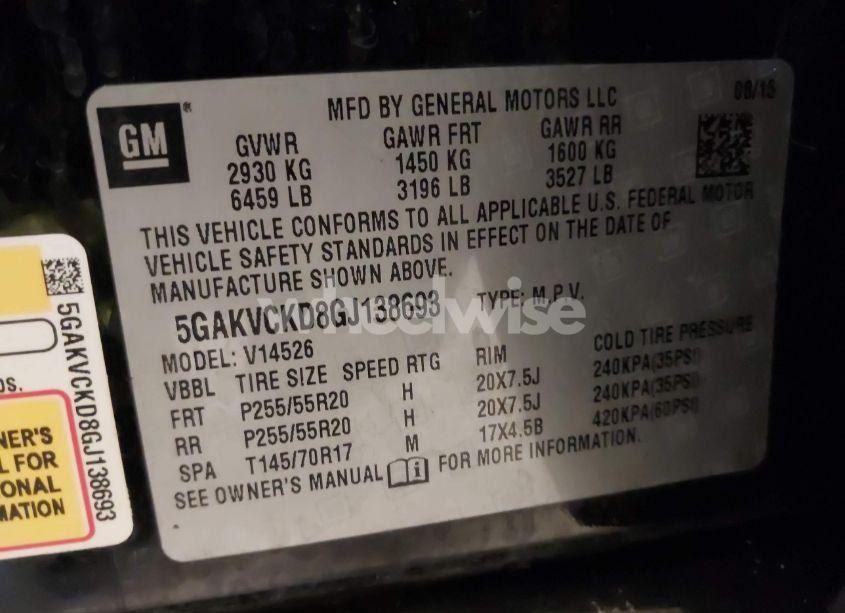 GM
MFD BY GENERAL MOTORS LLC 08/15
GVWR GAWR FRT GAWR RR
2930 KG 1450 KG 1600 KG
6459 LB 3196 LB 3527 LB
THIS VEHICLE CONFORMS TO ALL APPLICABLE U.S. FEDERAL MOTOR
VEHICLE SAFETY STANDARDS IN EFFECT ON THE DATE OF
MANUFACTURE SHOWN ABOVE.
5GAKVCKD8GJ138693 TYPE: M.P.V.
wheelwise
MODEL: V14526
VBBL TIRE SIZE SPEED RTG RIM COLD TIRE PRESSURE
FRT P255/55R20 H 20X7.5J 240KPA(35PSI)
RR P255/55R20 H 20X7.5J 240KPA(35PSI)
SPA T145/70R17 M 17X4.5B 420KPA(60PSI)
SEE OWNER'S MANUAL i FOR MORE INFORMATION.
5GAKVCKD8GJ138693
DS.
NER'S
L FOR
ONAL
MATION